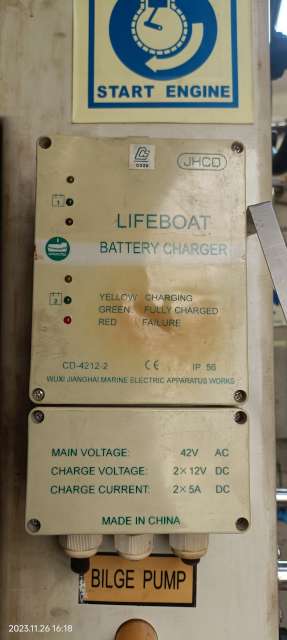 START ENGINE
JHCD
1
LIFEBOAT
BATTERY CHARGER
2
YELLOW CHARGING
GREEN FULLY CHARGED
RED FAILURE
CD-4212-2 CE IP 56
WUXI JIANGHAI MARINE ELECTRIC APPARATUS WORKS
MAIN VOLTAGE: 42V AC
CHARGE VOLTAGE: 2×12V DC
CHARGE CURRENT: 2×5A DC
MADE IN CHINA
BILGE PUMP
2023.11.26 16:18